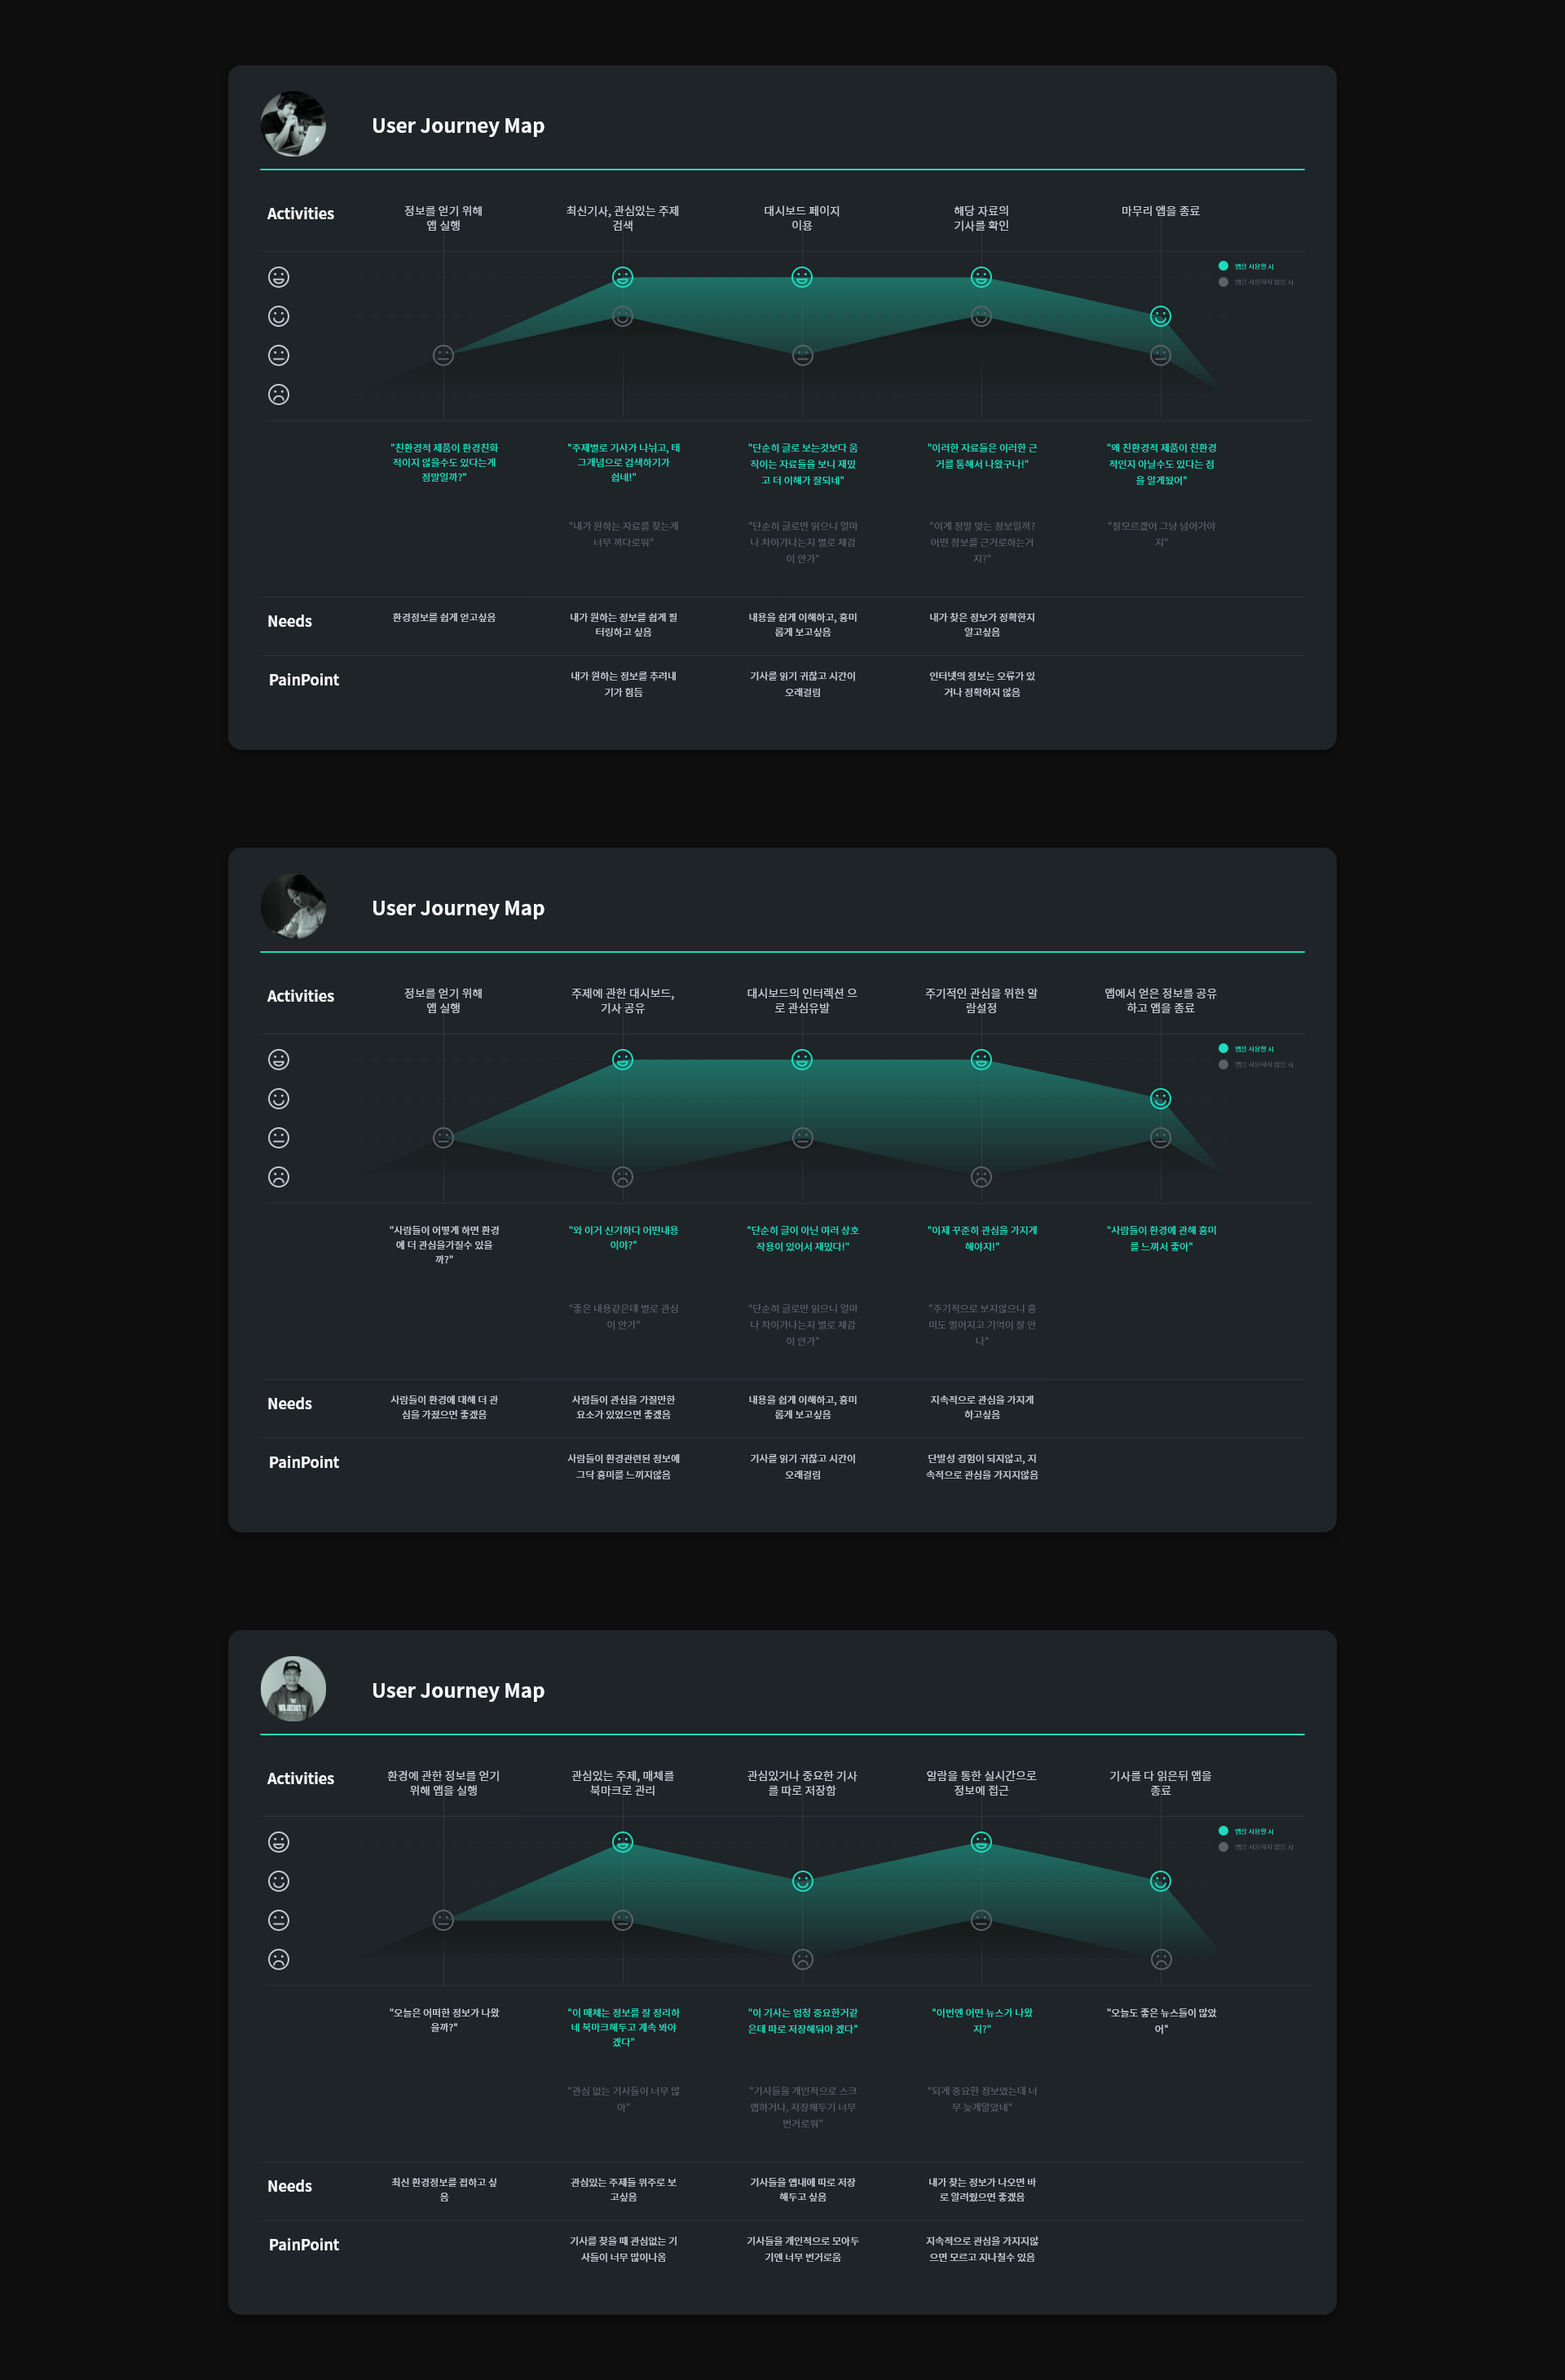 User Journey Map
Activities
정보를 얻기 위해
앱 실행
최신기사, 관심있는 주제
검색
대시보드 페이지
이용
해당 자료의
기사를 확인
마무리 앱을 종료
앱을 사용할 시
앱을 사용하지 않을 시
"친환경적 제품이 환경친화
적이지 않을수도 있다는게
정말일까?"
"주제별로 기사가 나뉘고, 태
그개념으로 검색하기가
쉽네!"
"단순히 글로 보는것보다 움
직이는 자료들을 보니 재밌
고 더 이해가 잘되네"
"이러한 자료들은 이러한 근
거를 통해서 나왔구나!"
"왜 친환경적 제품이 친환경
적인지 아닐수도 있다는 점
을 알게됐어"
"내가 원하는 자료를 찾는게
너무 까다로워"
"단순히 글로만 읽으니 얼마
나 차이가나는지 별로 체감
이 안가"
"이게 정말 맞는 정보일까?
어떤 정보를 근거로하는거
지?"
"잘모르겠어 그냥 넘어가야
지"
Needs
환경정보를 쉽게 얻고싶음
내가 원하는 정보를 쉽게 필
터링하고 싶음
내용을 쉽게 이해하고, 흥미
롭게 보고싶음
내가 찾은 정보가 정확한지
알고싶음
PainPoint
내가 원하는 정보를 추려내
기가 힘듬
기사를 읽기 귀찮고 시간이
오래걸림
인터넷의 정보는 오류가 있
거나 정확하지 않음
User Journey Map
Activities
정보를 얻기 위해
앱 실행
주제에 관한 대시보드,
기사 공유
대시보드의 인터렉션 으
로 관심유발
주기적인 관심을 위한 알
람설정
앱에서 얻은 정보를 공유
하고 앱을 종료
앱을 사용할 시
앱을 사용하지 않을 시
"사람들이 어떻게 하면 환경
에 더 관심을가질수 있을
까?"
"와 이거 신기하다 어떤내용
이야?"
"단순히 글이 아닌 여러 상호
작용이 있어서 재밌다!"
"이제 꾸준히 관심을 가지게
해야지!"
"사람들이 환경에 관해 흥미
를 느껴서 좋아"
"좋은 내용같은데 별로 관심
이 안가"
"단순히 글로만 읽으니 얼마
나 차이가나는지 별로 체감
이 안가"
"주기적으로 보지않으니 흥
미도 떨어지고 기억이 잘 안
나"
Needs
사람들이 환경에 대해 더 관
심을 가졌으면 좋겠음
사람들이 관심을 가질만한
요소가 있었으면 좋겠음
내용을 쉽게 이해하고, 흥미
롭게 보고싶음
지속적으로 관심을 가지게
하고싶음
PainPoint
사람들이 환경관련된 정보에
그닥 흥미를 느끼지않음
기사를 읽기 귀찮고 시간이
오래걸림
단발성 경험이 되지않고, 지
속적으로 관심을 가지지않음
User Journey Map
Activities
환경에 관한 정보를 얻기
위해 앱을 실행
관심있는 주제, 매체를
북마크로 관리
관심있거나 중요한 기사
를 따로 저장함
알람을 통한 실시간으로
정보에 접근
기사를 다 읽은뒤 앱을
종료
앱을 사용할 시
앱을 사용하지 않을 시
"오늘은 어떠한 정보가 나왔
을까?"
"이 매체는 정보를 잘 정리하
네 북마크해두고 계속 봐야
겠다"
"이 기사는 엄청 중요한거같
은데 따로 저장해둬야 겠다"
"이번엔 어떤 뉴스가 나왔
지?"
"오늘도 좋은 뉴스들이 많았
어"
"관심 없는 기사들이 너무 많
아"
"기사들을 개인적으로 스크
랩하거나, 저장해두기 너무
번거로워"
"되게 중요한 정보였는데 너
무 늦게알았네"
Needs
최신 환경정보를 접하고 싶
음
관심있는 주제들 위주로 보
고싶음
기사들을 앱내에 따로 저장
해두고 싶음
내가 찾는 정보가 나오면 바
로 알려줬으면 좋겠음
PainPoint
기사를 찾을 때 관심없는 기
사들이 너무 많이나옴
기사들을 개인적으로 모아두
기엔 너무 번거로움
지속적으로 관심을 가지지않
으면 모르고 지나칠수 있음